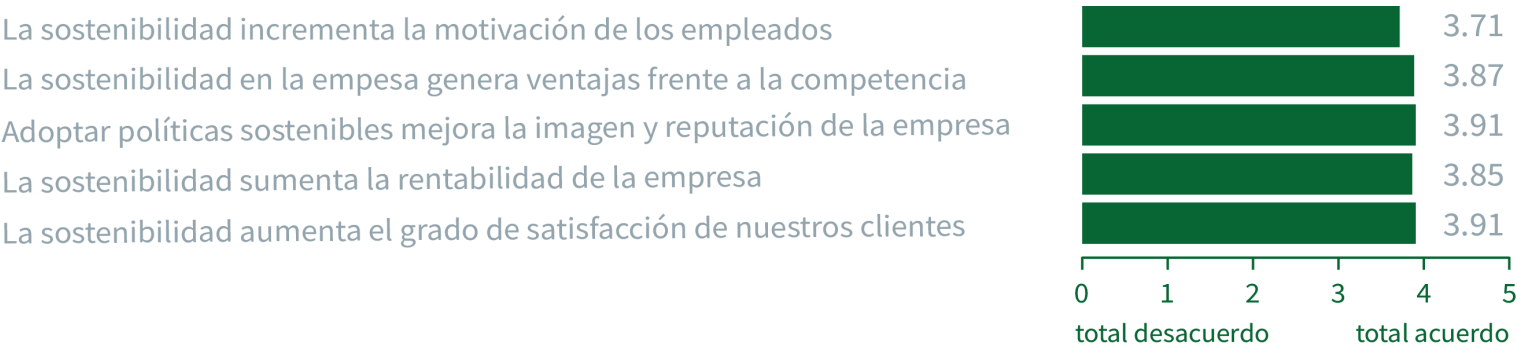 La sostenibilidad incrementa la motivación de los empleados 3.71
La sostenibilidad en la empesa genera ventajas frente a la competencia 3.87
Adoptar políticas sostenibles mejora la imagen y reputación de la empresa 3.91
La sostenibilidad sumenta la rentabilidad de la empresa 3.85
La sostenibilidad aumenta el grado de satisfacción de nuestros clientes 3.91
0 1 2 3 4 5
total desacuerdo total acuerdo